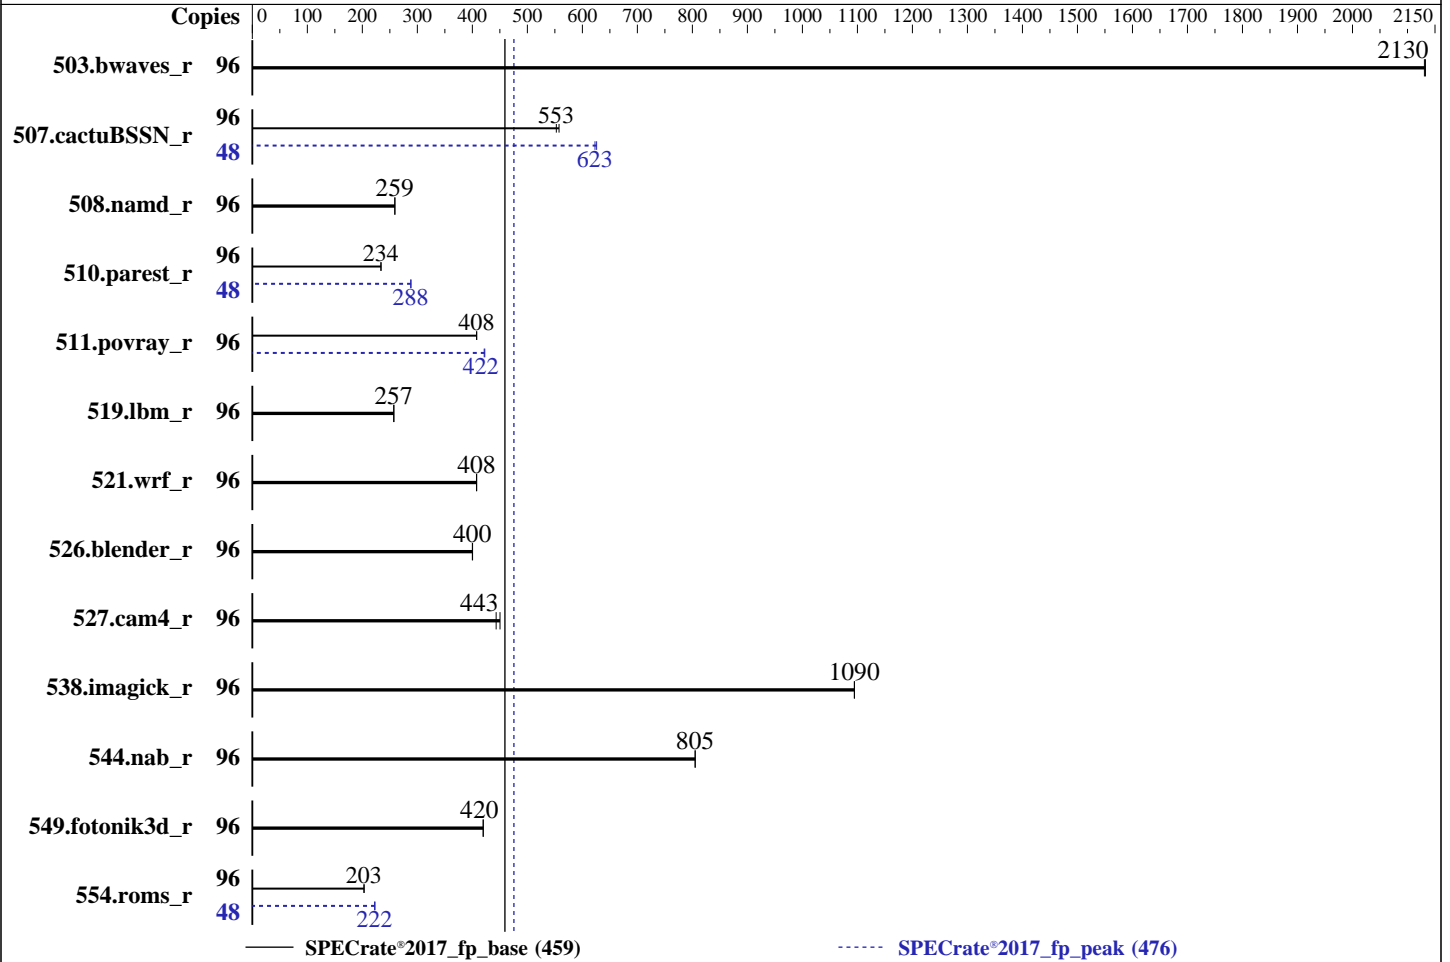 Copies 0 100 200 300 400 500 600 700 800 900 1000 1100 1200 1300 1400 1500 1600 1700 1800 1900 2000 2150
503.bwaves_r 96 2130
507.cactuBSSN_r 96 553
48 623
508.namd_r 96 259
510.parest_r 96 234
48 288
511.povray_r 96 408
422
519.lbm_r 96 257
521.wrf_r 96 408
526.blender_r 96 400
527.cam4_r 96 443
538.imagick_r 96 1090
544.nab_r 96 805
549.fotonik3d_r 96 420
554.roms_r 96 203
48 222
SPECrate®2017_fp_base (459) SPECrate®2017_fp_peak (476)